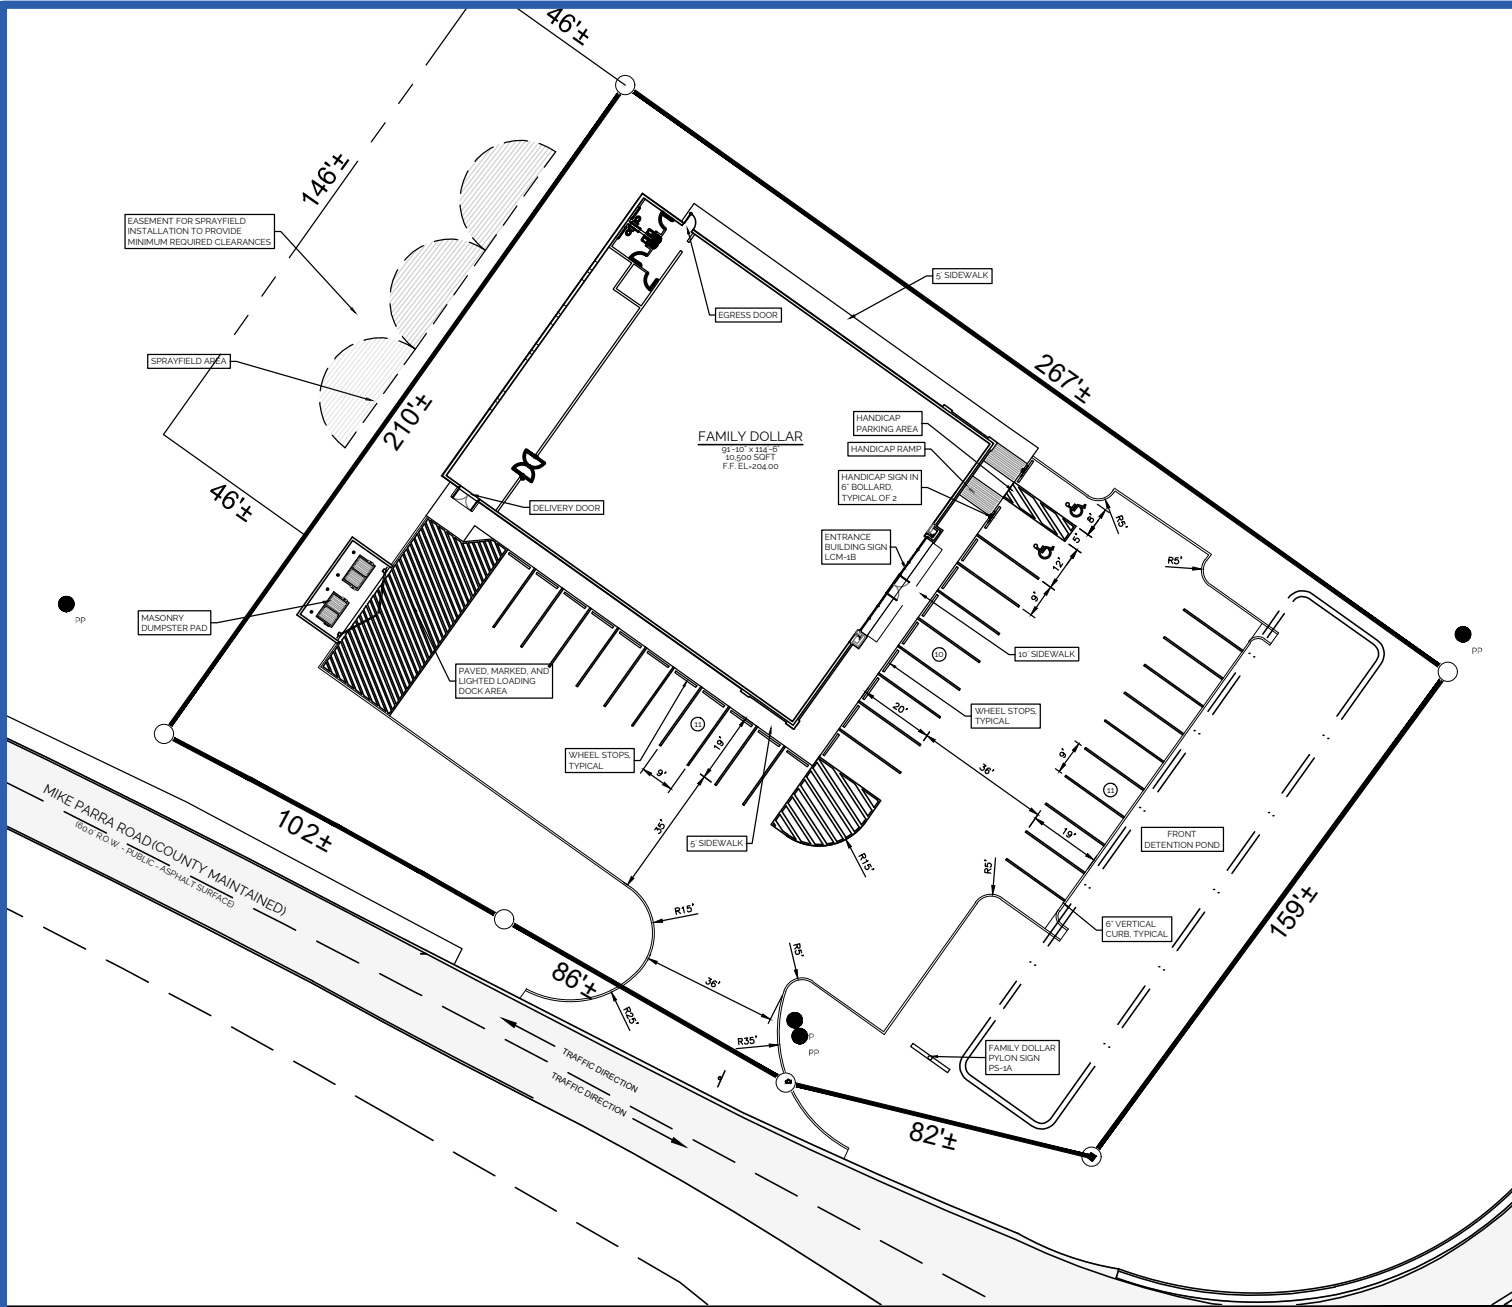 46'±
146'±
EASEMENT FOR SPRAYFIELD
INSTALLATION TO PROVIDE
MINIMUM REQUIRED CLEARANCES
5' SIDEWALK
EGRESS DOOR
SPRAYFIELD AREA
267'±
210'±
HANDICAP
PARKING AREA
HANDICAP RAMP
FAMILY DOLLAR
91'-10" x 114'-6"
10,500 SQFT
F.F. EL=204.00
HANDICAP SIGN IN
6" BOLLARD,
TYPICAL OF 2
46'±
DELIVERY DOOR
8'
R5'
5'
ENTRANCE
BUILDING SIGN
LCM-1B
12'
R5'
9'
PP
MASONRY
DUMPSTER PAD
PP
10
10' SIDEWALK
PAVED, MARKED, AND
LIGHTED LOADING
DOCK AREA
WHEEL STOPS,
TYPICAL
20'
11
19'
WHEEL STOPS,
TYPICAL
9'
36'
9'
11
MIKE PARRA ROAD (COUNTY MAINTAINED)
(60.0' R.O.W. - PUBLIC - ASPHALT SURFACE)
102'±
35'
5' SIDEWALK
19'
FRONT
DETENTION POND
R15'
R5'
R15'
159'±
6" VERTICAL
CURB, TYPICAL
R5'
86'±
36'
R25'
R35'
P
PP
FAMILY DOLLAR
PYLON SIGN
PS-1A
TRAFFIC DIRECTION
TRAFFIC DIRECTION
82'±